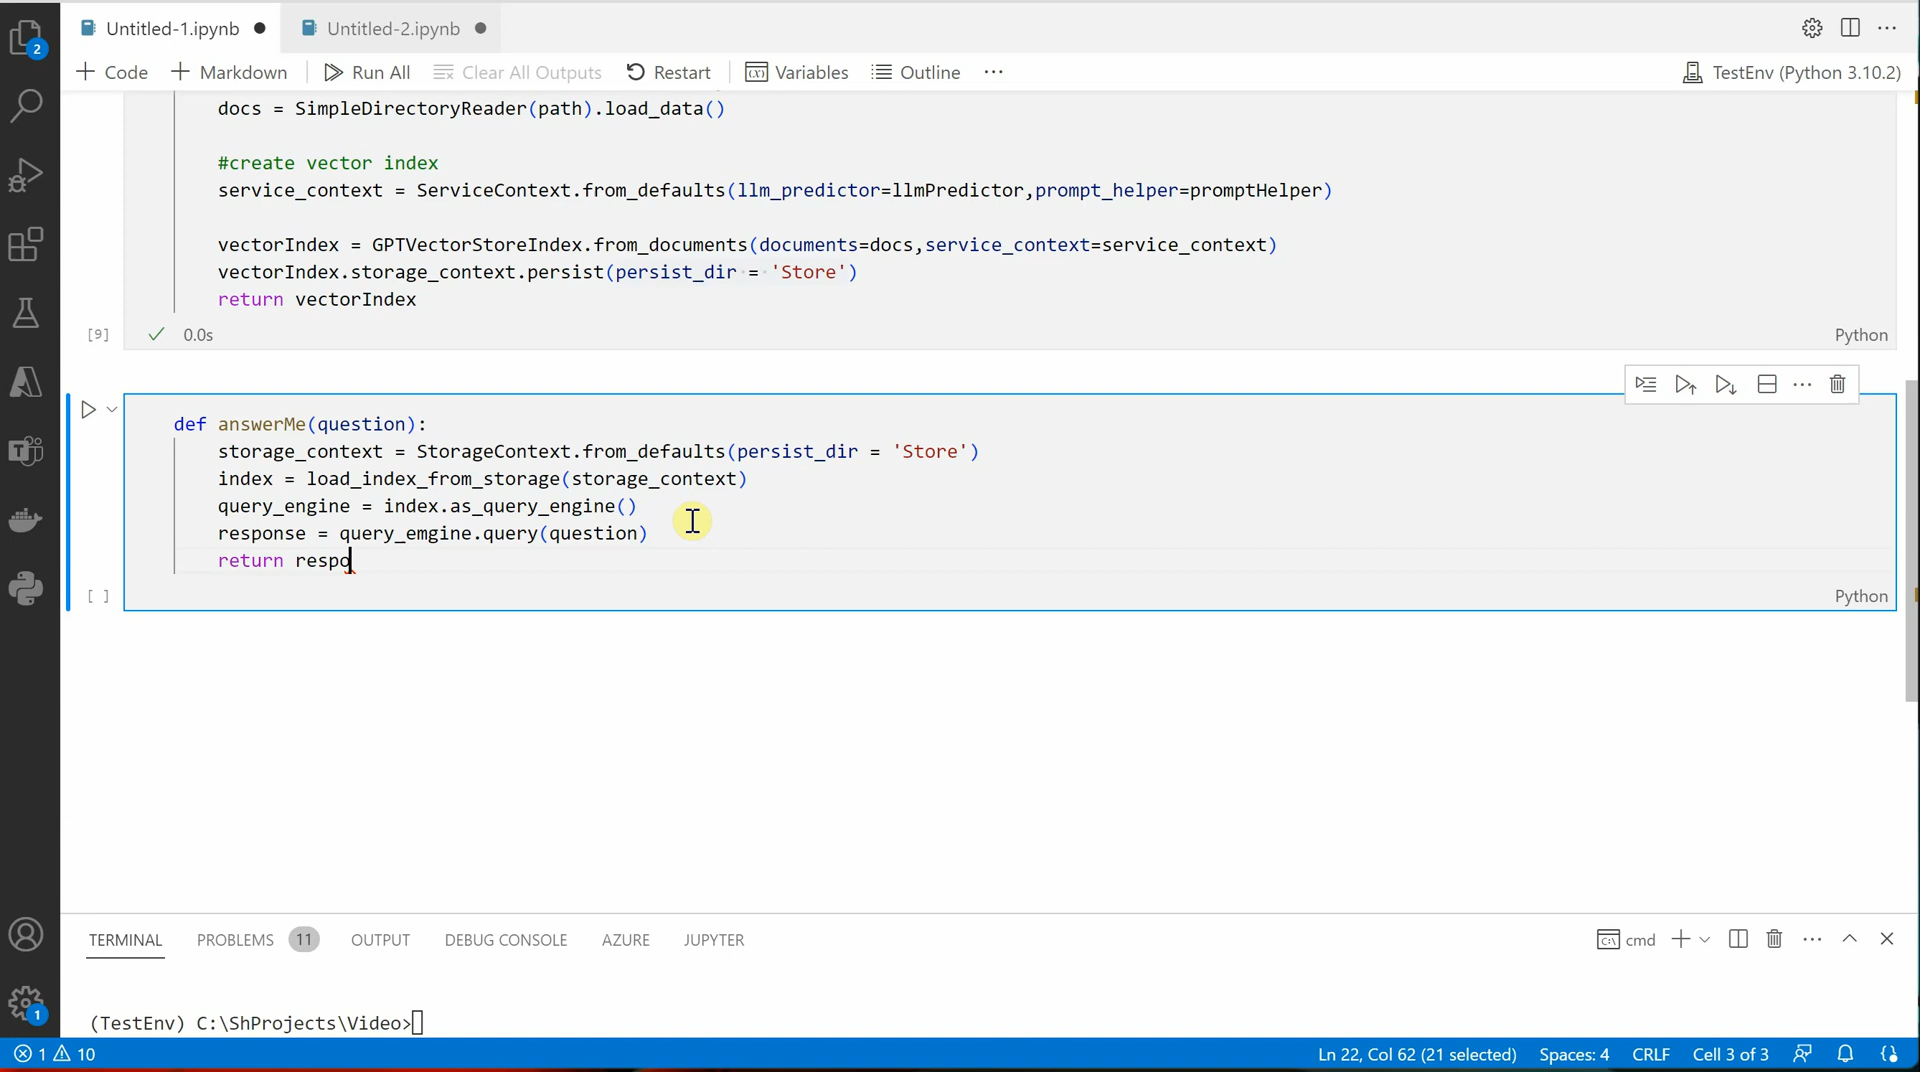 Untitled-1.ipynb
Untitled-2.ipynb
2
Code
Markdown
Run All
Clear All Outputs
Restart
Variables
Outline
TestEnv (Python 3.10.2)
docs = SimpleDirectoryReader(path).load_data()
#create vector index
service_context = ServiceContext.from_defaults(llm_predictor=llmPredictor,prompt_helper=promptHelper)
vectorIndex = GPTVectorStoreIndex.from_documents(documents=docs,service_context=service_context)
vectorIndex.storage_context.persist(persist_dir = 'Store')
return vectorIndex
[9]
0.0s
Python
def answerMe(question):
storage_context = StorageContext.from_defaults(persist_dir = 'Store')
index = load_index_from_storage(storage_context)
query_engine = index.as_query_engine()
response = query_emgine.query(question)
return respo
[ ]
Python
TERMINAL
PROBLEMS
11
OUTPUT
DEBUG CONSOLE
AZURE
JUPYTER
cmd
(TestEnv) C:\ShProjects\Video>
1
1
10
Ln 22, Col 62 (21 selected)
Spaces: 4
CRLF
Cell 3 of 3